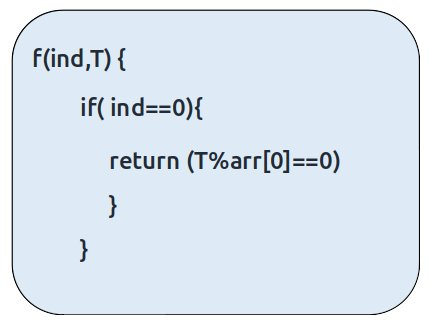 f(ind,T) {
if( ind==0){
return (T%arr[0]==0)
}
}